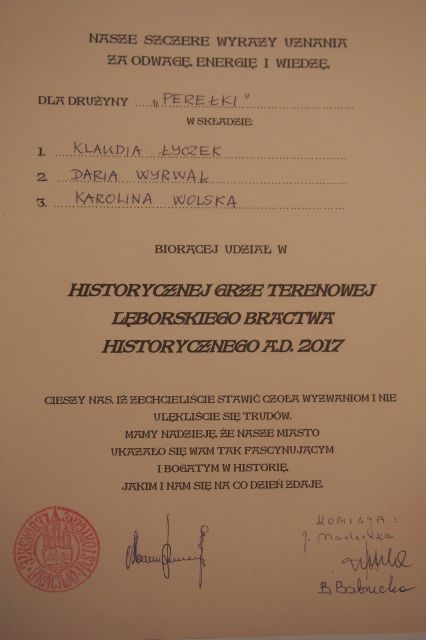 NASZE SZCZERE WYRAZY UZNANIA
ZA ODWAGĘ, ENERGIĘ I WIEDZĘ.
DLA DRUŻYNY „PEREŁKI"
W SKŁADZIE:
1. KLAUDIA ŁYCZEK
2. DARIA WYRWAL
3. KAROLINA WOLSKA
BIORĄCEJ UDZIAŁ W
HISTORYCZNEJ GRZE TERENOWEJ
LĘBORSKIEGO BRACTWA
HISTORYCZNEGO A.D. 2017
CIESZY NAS, IŻ ZECHCIELIŚCIE STAWIĆ CZOŁA WYZWANIOM I NIE
ULĘKLIŚCIE SIĘ TRUDÓW.
MAMY NADZIEJĘ, ŻE NASZE MIASTO
UKAZAŁO SIĘ WAM TAK FASCYNUJĄCYM
I BOGATYM W HISTORIĘ,
JAKIM I NAM SIĘ NA CO DZIEŃ ZDAJE.
KOMISJA: